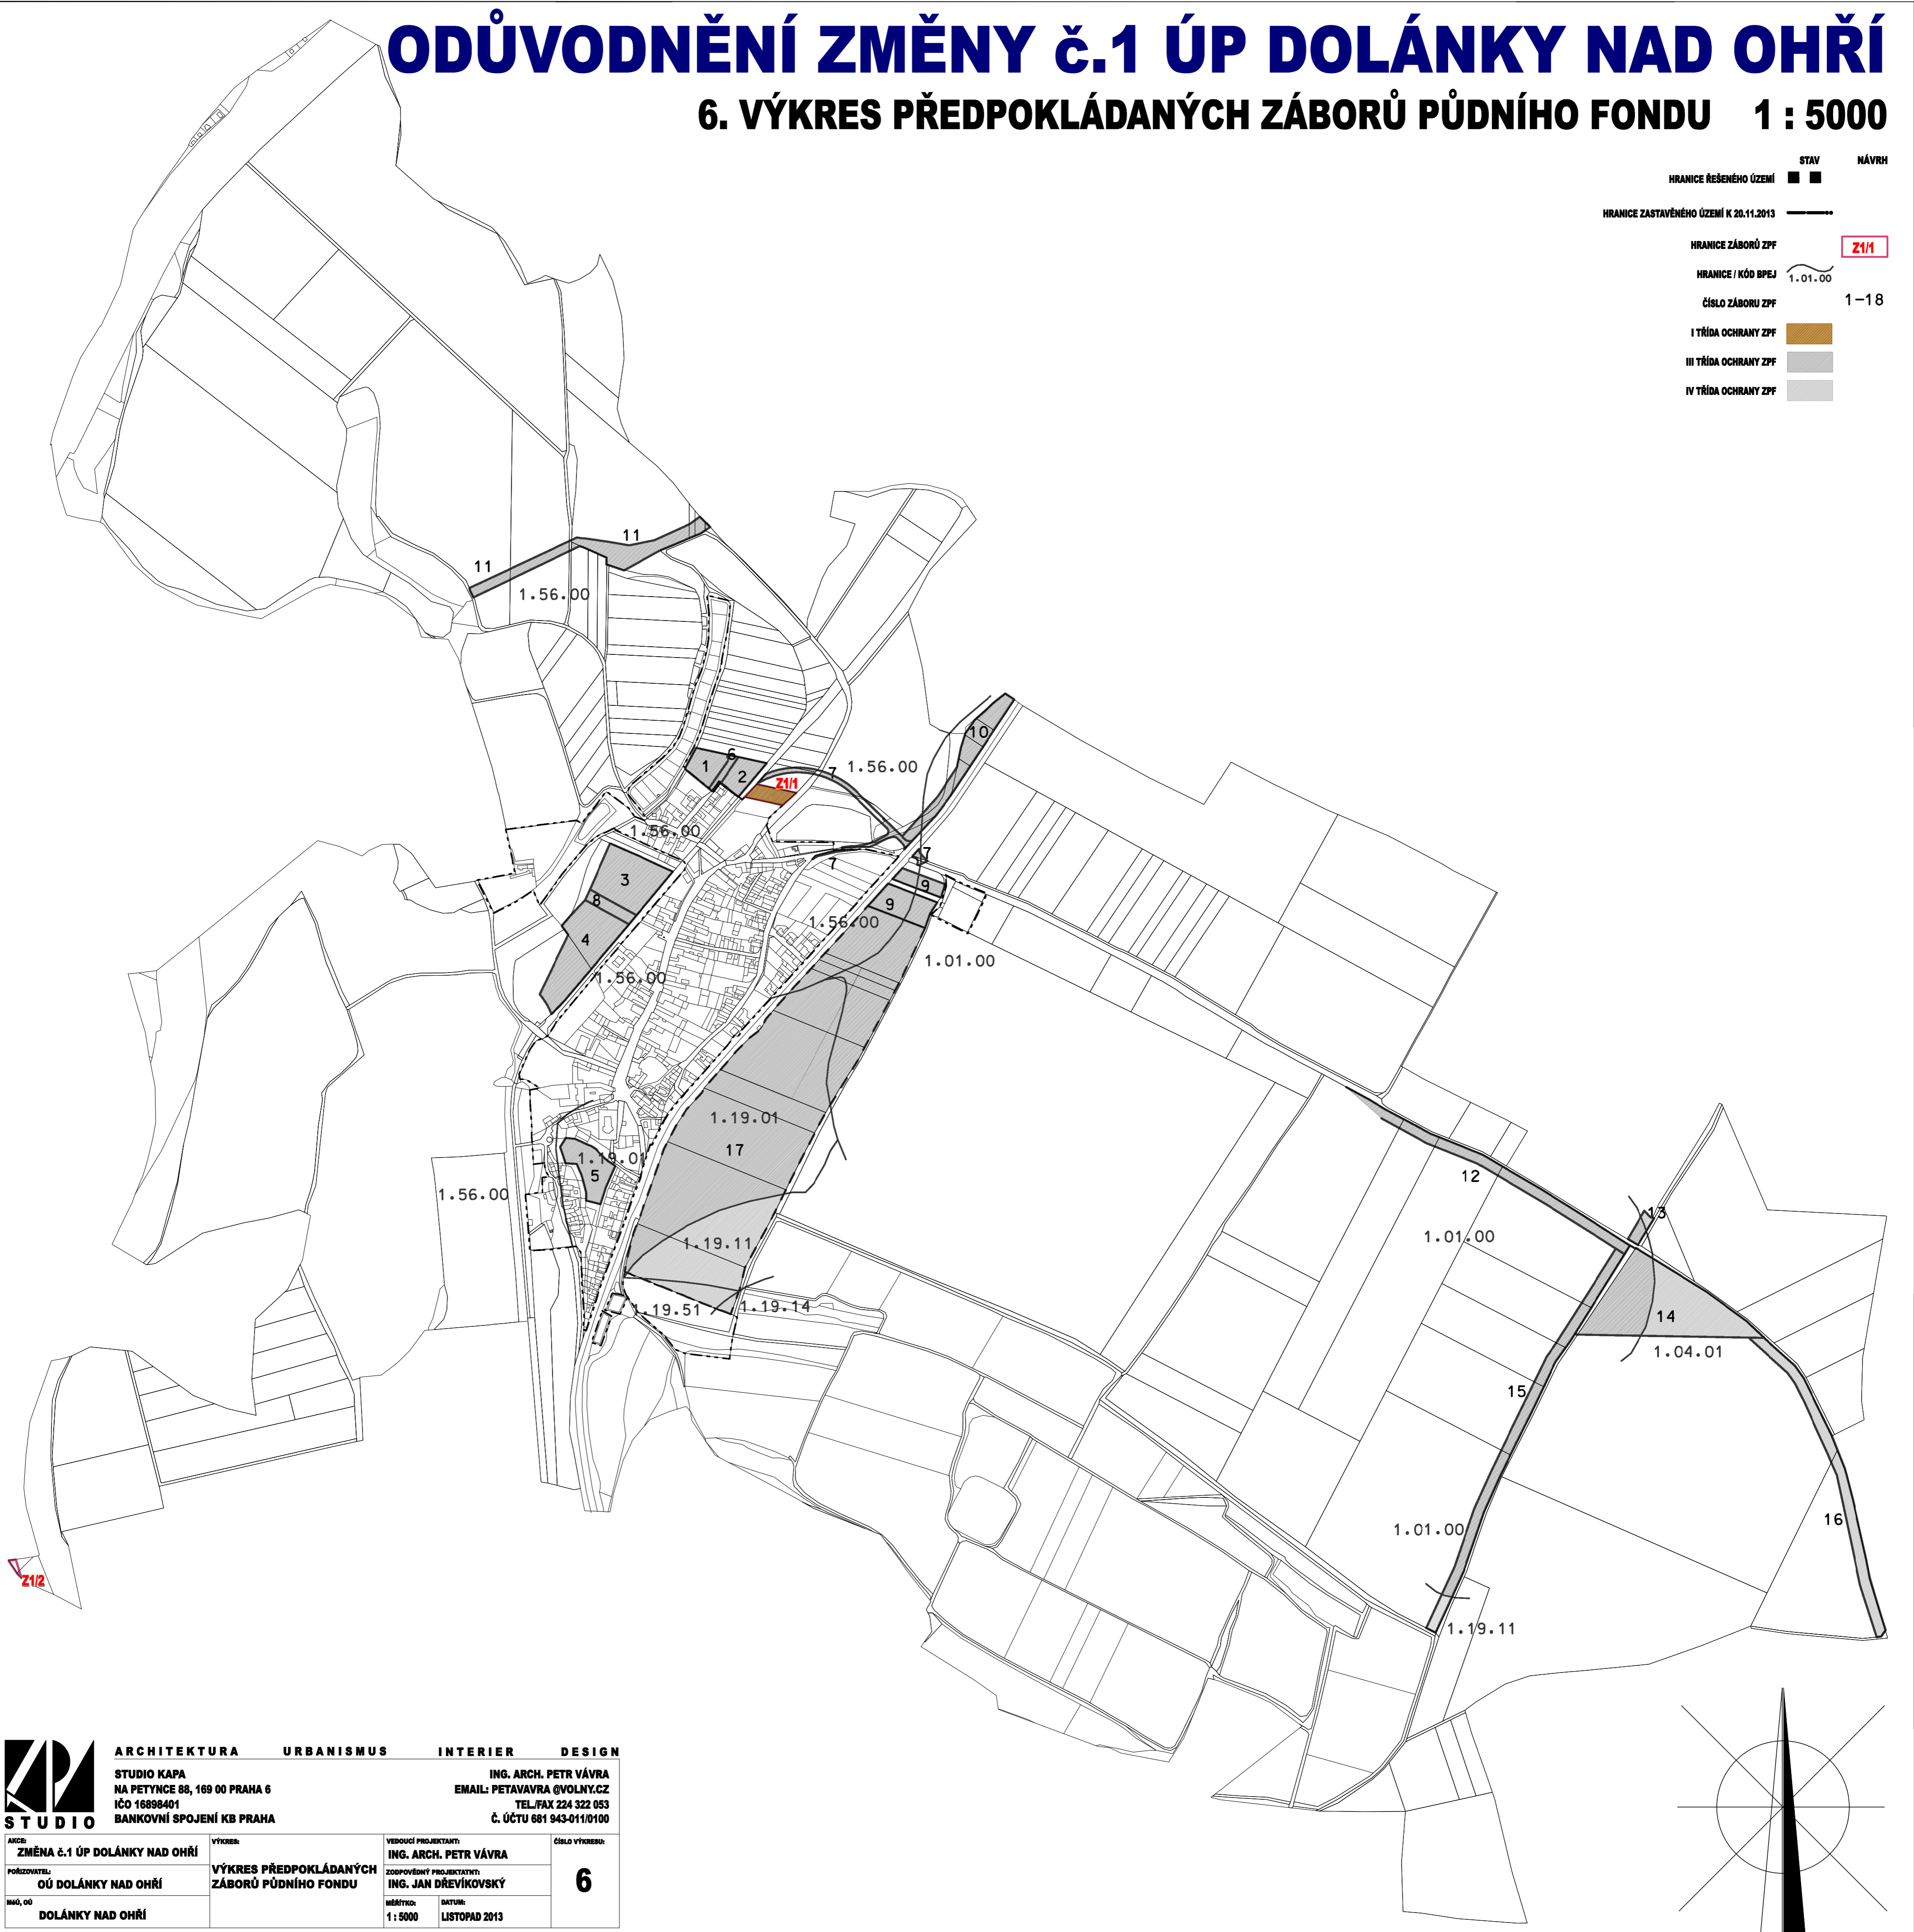 ODŮVODNĚNÍ ZMĚNY č.1 ÚP DOLÁNKY NAD OHŘÍ
6. VÝKRES PŘEDPOKLÁDANÝCH ZÁBORŮ PŮDNÍHO FONDU 1 : 5000
STAV NÁVRH
HRANICE ŘEŠENÉHO ÚZEMÍ
HRANICE ZASTAVĚNÉHO ÚZEMÍ K 20.11.2013
HRANICE ZÁBORŮ ZPF Z1/1
HRANICE / KÓD BPEJ 1.01.00
ČÍSLO ZÁBORU ZPF 1-18
I TŘÍDA OCHRANY ZPF
III TŘÍDA OCHRANY ZPF
IV TŘÍDA OCHRANY ZPF
11
11
1.56.00
10
6
1
2
Z1/1
7
1.56.00
1.56.00
7
7
3
9
8
9
1.56.00
4
1.01.00
1.56.00
1.19.01
17
1.19.01
5
1.56.00
12
13
1.01.00
1.19.11
1.19.51
1.19.14
14
1.04.01
15
16
1.01.00
Z1/2
1.19.11
STUDIO
ARCHITEKTURA URBANISMUS INTERIER DESIGN
STUDIO KAPA ING. ARCH. PETR VÁVRA
NA PETYNCE 88, 169 00 PRAHA 6 EMAIL: PETAVAVRA @VOLNY.CZ
IČO 16898401 TEL./FAX 224 322 053
BANKOVNÍ SPOJENÍ KB PRAHA Č. ÚČTU 681 943-011/0100
AKCE:
ZMĚNA č.1 ÚP DOLÁNKY NAD OHŘÍ
POŘIZOVATEL:
OÚ DOLÁNKY NAD OHŘÍ
MěÚ, OÚ
DOLÁNKY NAD OHŘÍ
VÝKRES:
VÝKRES PŘEDPOKLÁDANÝCH
ZÁBORŮ PŮDNÍHO FONDU
VEDOUCÍ PROJEKTANT:
ING. ARCH. PETR VÁVRA
ZODPOVĚDNÝ PROJEKTATNT:
ING. JAN DŘEVÍKOVSKÝ
MĚŘÍTKO:
1 : 5000
DATUM:
LISTOPAD 2013
ČÍSLO VÝKRESU:
6